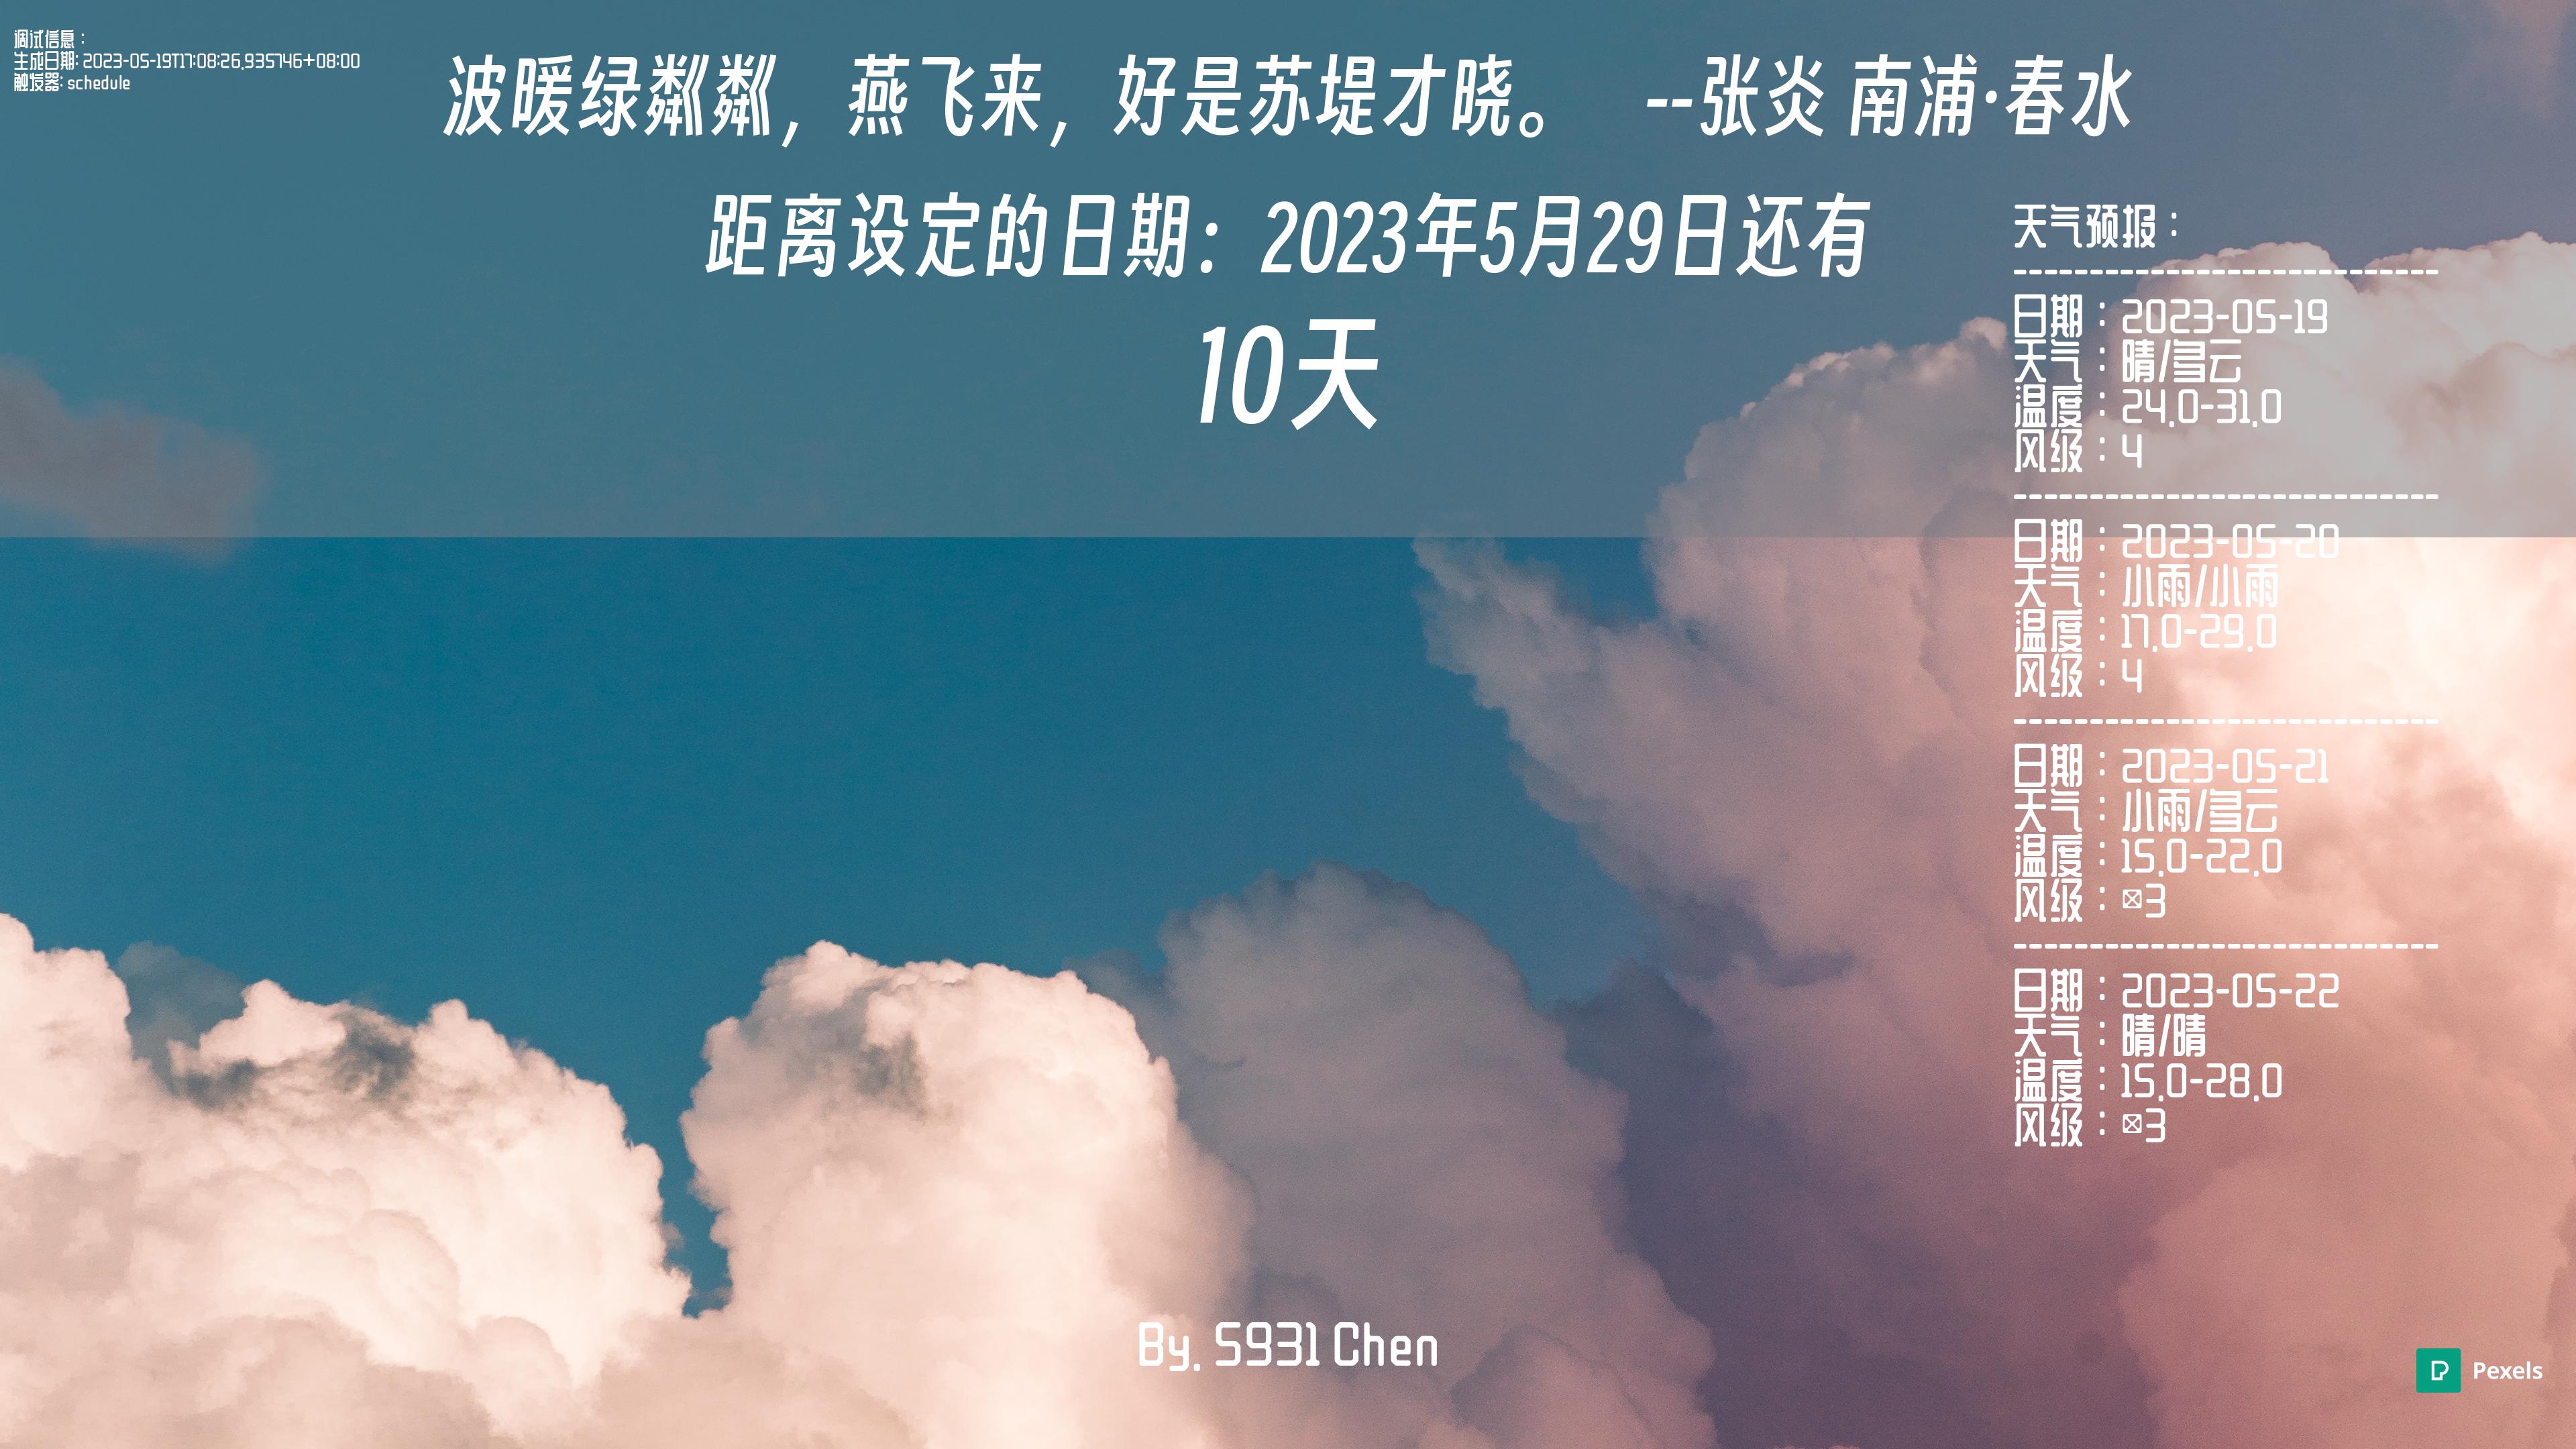 调试信息：
生成日期: 2023-05-19T17:08:26.935746+08:00
触发器: schedule
波暖绿粼粼，燕飞来，好是苏堤才晓。 --张炎 南浦·春水
距离设定的日期：2023年5月29日还有
10天
天气预报：
----------------------------
日期：2023-05-19
天气：晴/多云
温度：24.0-31.0
风级：4
----------------------------
日期：2023-05-20
天气：小雨/小雨
温度：17.0-29.0
风级：4
----------------------------
日期：2023-05-21
天气：小雨/多云
温度：15.0-22.0
风级：☒3
----------------------------
日期：2023-05-22
天气：晴/晴
温度：15.0-28.0
风级：☒3
By. S931 Chen
Pexels